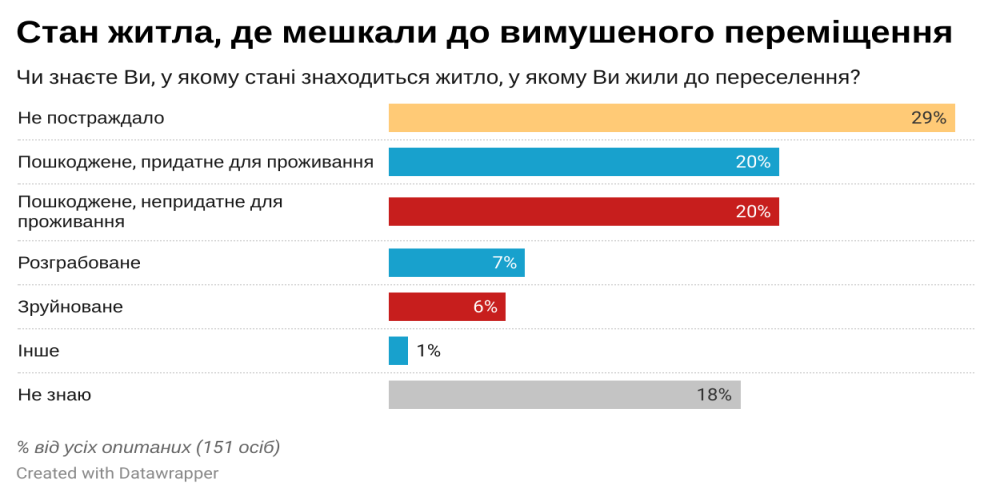 Стан житла, де мешкали до вимушеного переміщення
Чи знаєте Ви, у якому стані знаходиться житло, у якому Ви жили до переселення?
Не постраждало 29%
Пошкоджене, придатне для проживання 20%
Пошкоджене, непридатне для
проживання 20%
Розграбоване 7%
Зруйноване 6%
Інше 1%
Не знаю 18%
% від усіх опитаних (151 осіб)
Created with Datawrapper